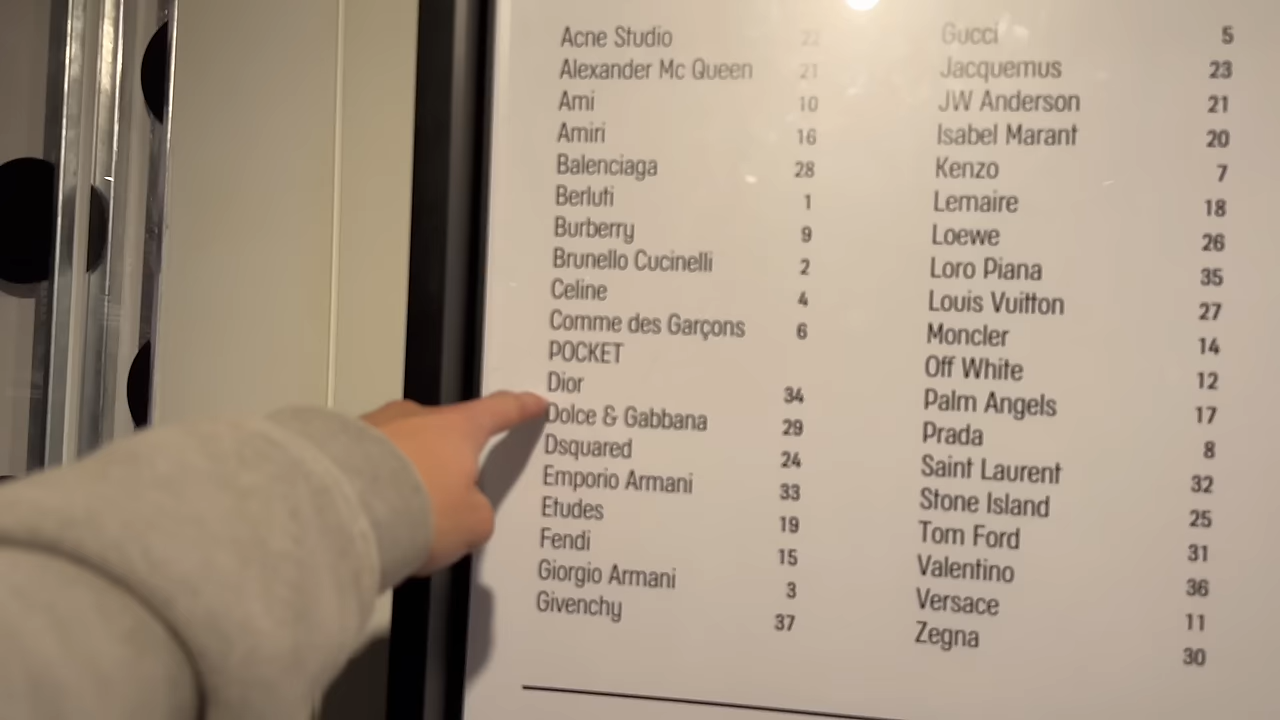 Acne Studio 22
Alexander Mc Queen 21
Ami 10
Amiri 16
Balenciaga 28
Berluti 1
Burberry 9
Brunello Cucinelli 2
Celine 4
Comme des Garçons 6
POCKET
Dior 34
Dolce & Gabbana 29
Dsquared 24
Emporio Armani 33
Etudes 19
Fendi 15
Giorgio Armani 3
Givenchy 37
Gucci 5
Jacquemus 23
JW Anderson 21
Isabel Marant 20
Kenzo 7
Lemaire 18
Loewe 26
Loro Piana 35
Louis Vuitton 27
Moncler 14
Off White 12
Palm Angels 17
Prada 8
Saint Laurent 32
Stone Island 25
Tom Ford 31
Valentino 36
Versace 11
Zegna 30